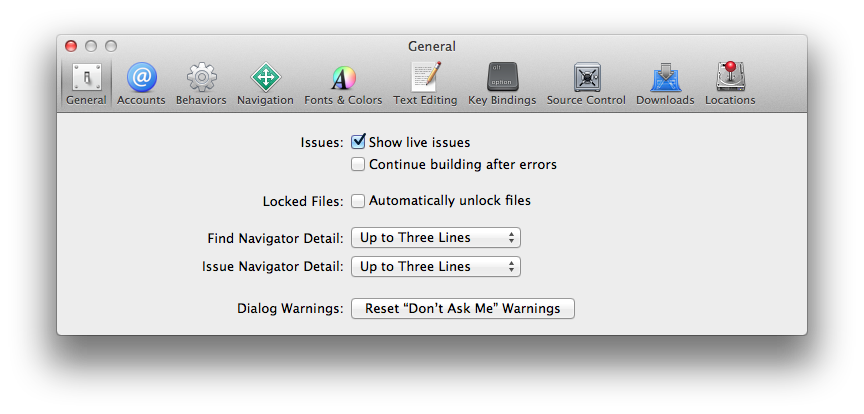 General
alt
option
General Accounts Behaviors Navigation Fonts & Colors Text Editing Key Bindings Source Control Downloads Locations
Issues: Show live issues
Continue building after errors
Locked Files: Automatically unlock files
Find Navigator Detail: Up to Three Lines
Issue Navigator Detail: Up to Three Lines
Dialog Warnings: Reset “Don’t Ask Me” Warnings